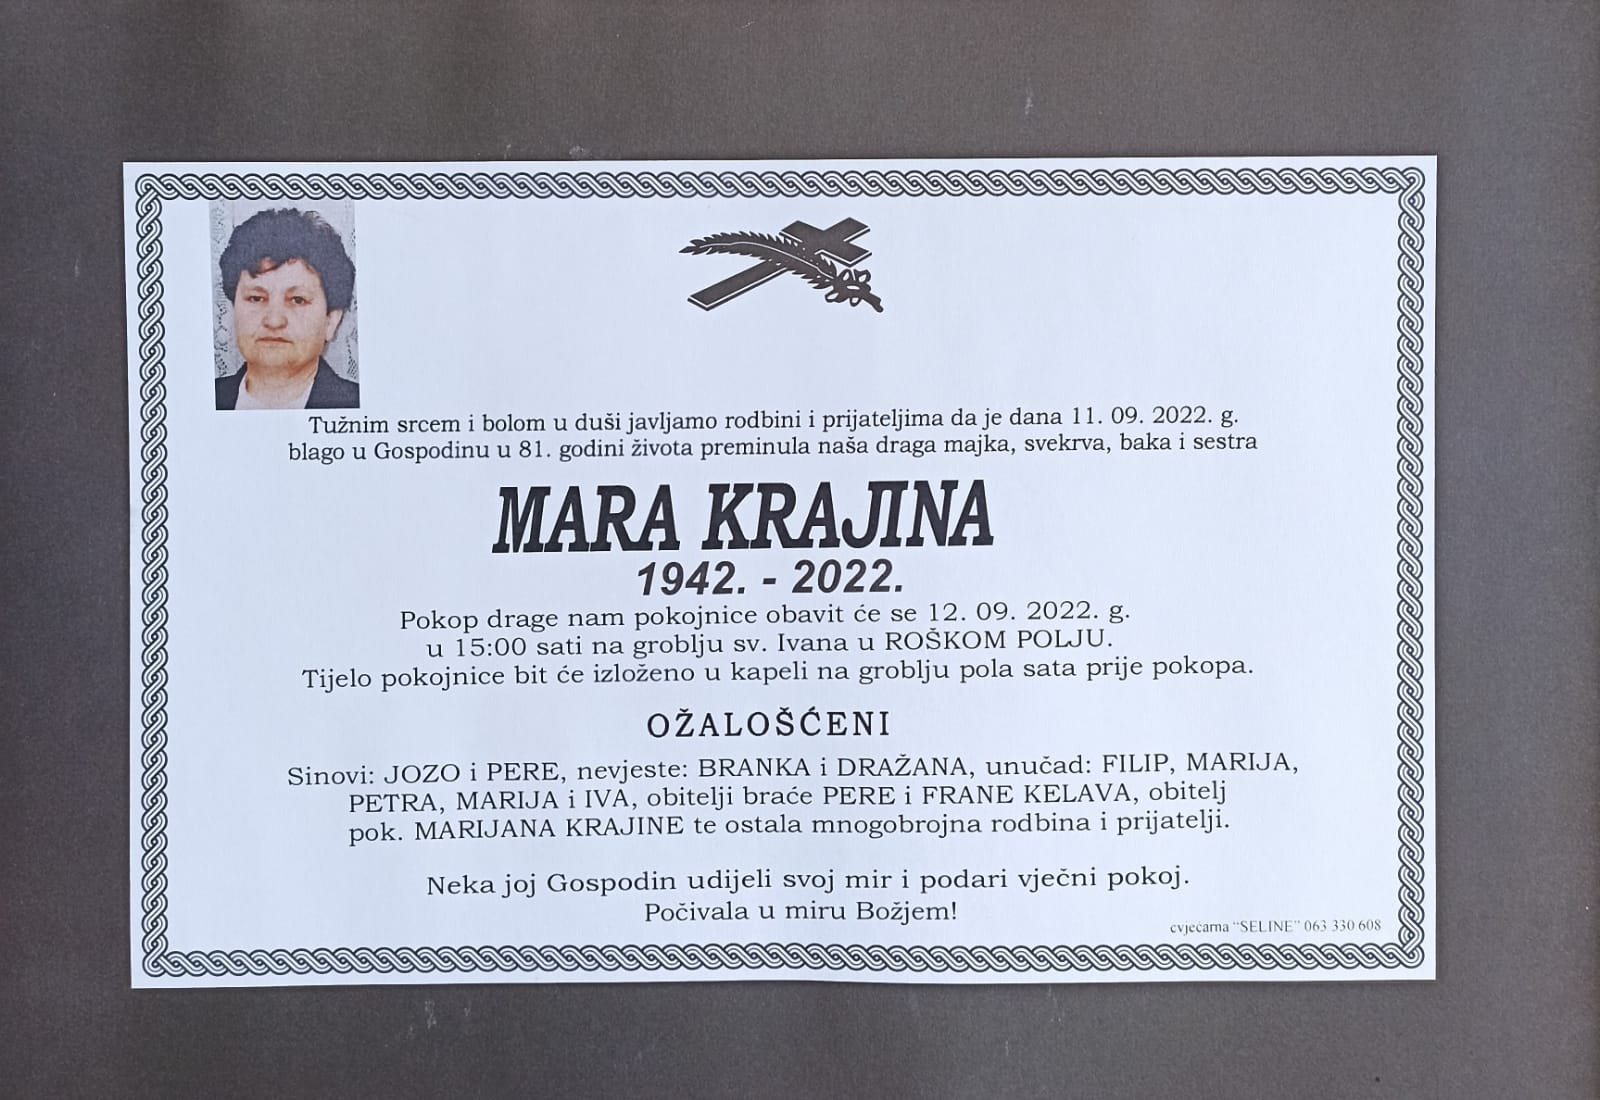 Tužnim srcem i bolom u duši javljamo rodbini i prijateljima da je dana 11. 09. 2022. g.
blago u Gospodinu u 81. godini života preminula naša draga majka, svekrva, baka i sestra
MARA KRAJINA
1942. - 2022.
Pokop drage nam pokojnice obavit će se 12. 09. 2022. g.
u 15:00 sati na groblju sv. Ivana u ROŠKOM POLJU.
Tijelo pokojnice bit će izloženo u kapeli na groblju pola sata prije pokopa.
OŽALOŠĆENI
Sinovi: JOZO i PERE, nevjeste: BRANKA i DRAŽANA, unučad: FILIP, MARIJA,
PETRA, MARIJA i IVA, obitelji braće PERE i FRANE KELAVA, obitelj
pok. MARIJANA KRAJINE te ostala mnogobrojna rodbina i prijatelji.
Neka joj Gospodin udijeli svoj mir i podari vječni pokoj.
Počivala u miru Božjem!
cvjećarna "SELINE" 063 330 608